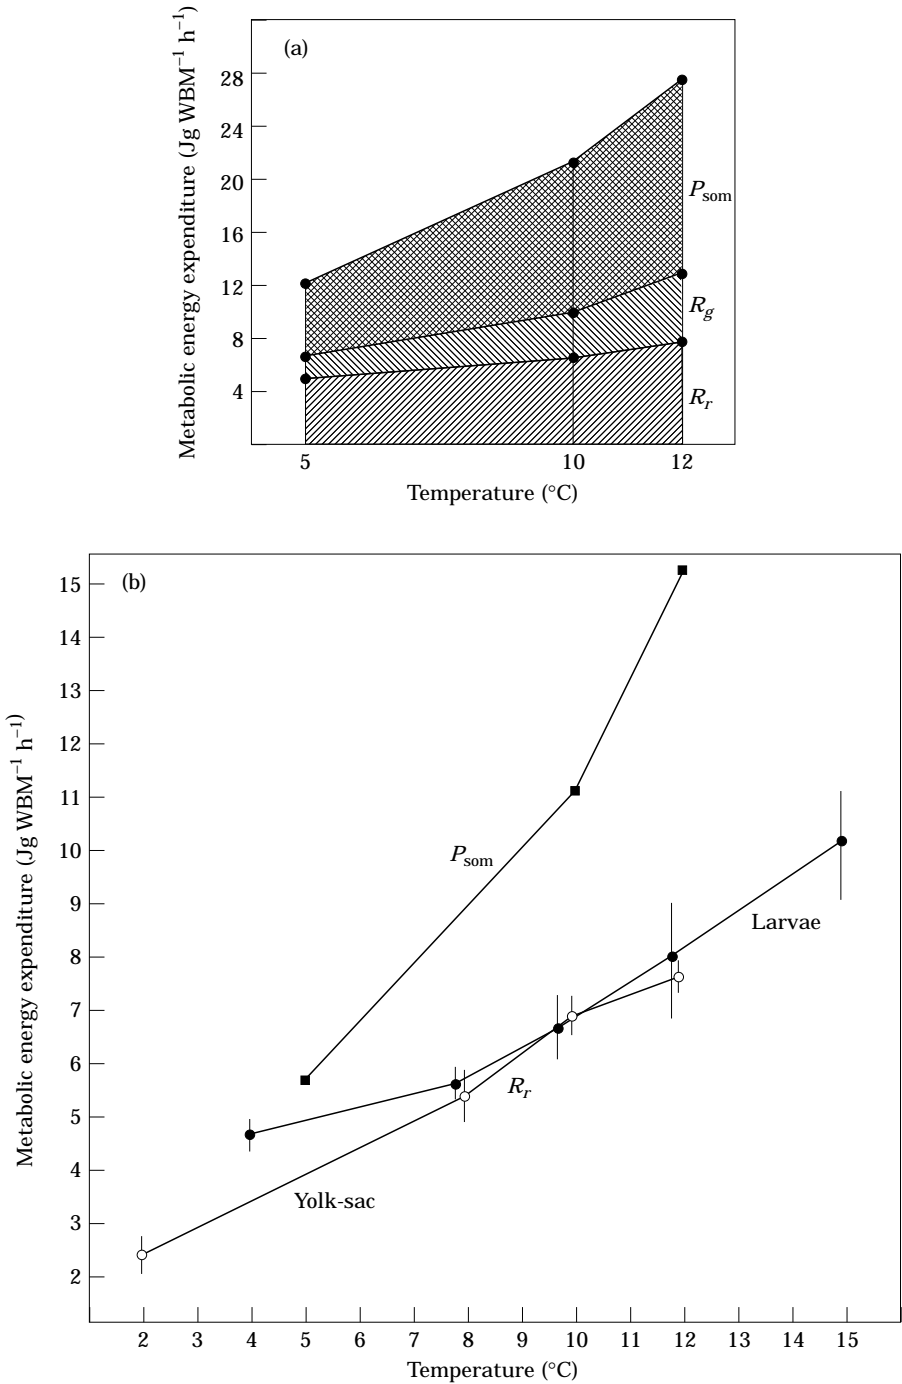 (a)
Metabolic energy expenditure (Jg WBM⁻¹ h⁻¹)
28
24
20
16
12
8
4
P_som
R_g
R_r
5 10 12
Temperature (°C)
(b)
Metabolic energy expenditure (Jg WBM⁻¹ h⁻¹)
15
14
13
12
11
10
9
8
7
6
5
4
3
2
P_som
Larvae
R_r
Yolk-sac
2 3 4 5 6 7 8 9 10 11 12 13 14 15
Temperature (°C)